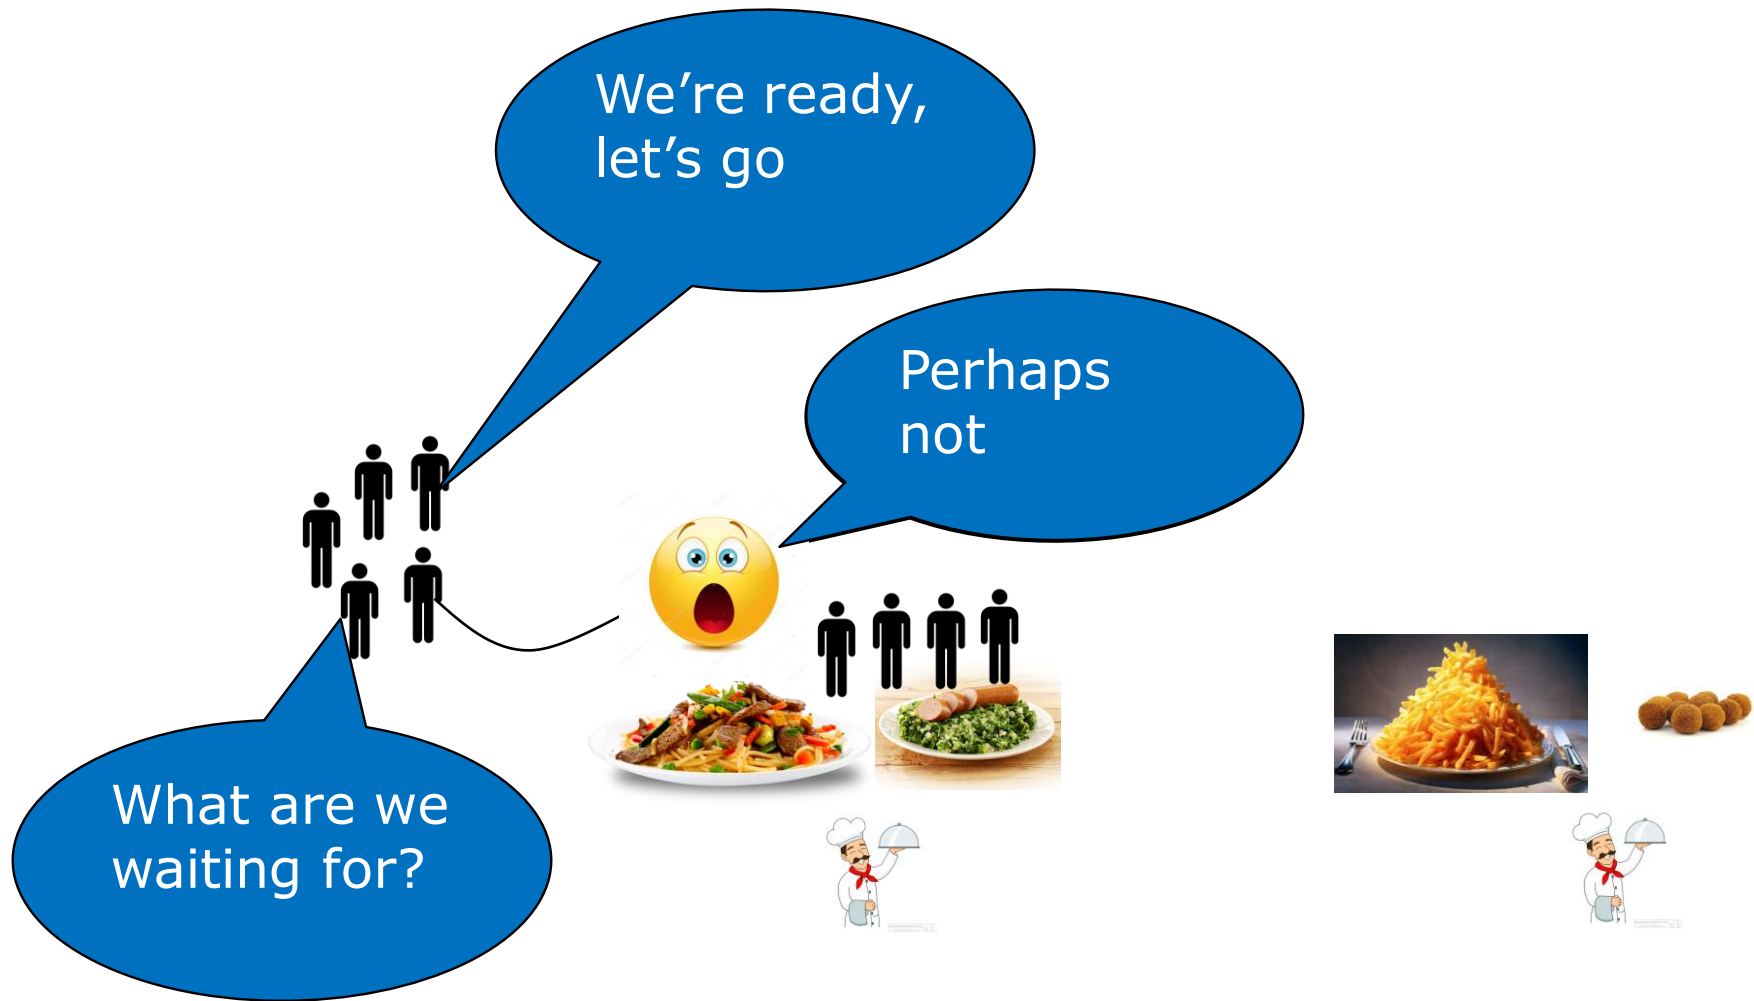 We’re ready,
let’s go
Perhaps
not
What are we
waiting for?